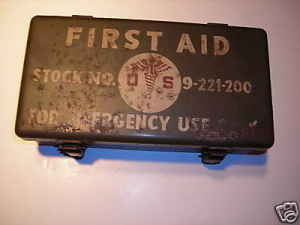 FIRST AID
STOCK NO. 9-221-200
U S
FOR EMERGENCY USE